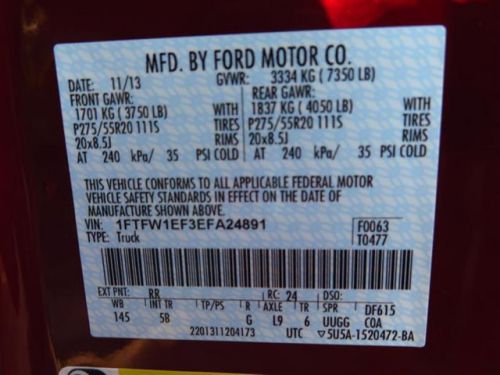 MFD. BY FORD MOTOR CO.
DATE: 11/13 GVWR: 3334 KG ( 7350 LB)
FRONT GAWR: REAR GAWR:
1701 KG ( 3750 LB) WITH 1837 KG ( 4050 LB) WITH
P275/55R20 111S TIRES P275/55R20 111S TIRES
20x8.5J RIMS 20x8.5J RIMS
AT 240 kPa/ 35 PSI COLD AT 240 kPa/ 35 PSI COLD
THIS VEHICLE CONFORMS TO ALL APPLICABLE FEDERAL MOTOR
VEHICLE SAFETY STANDARDS IN EFFECT ON THE DATE OF
MANUFACTURE SHOWN ABOVE.
VIN: 1FTFW1EF3EFA24891 F0063
TYPE: Truck T0477
EXT PNT: RR RC: 24 DSO:
WB INT TR TP/PS R AXLE TR SPR DF615
145 5B G L9 6 UUGG COA
2201311204173 UTC 5U5A-1520472-BA